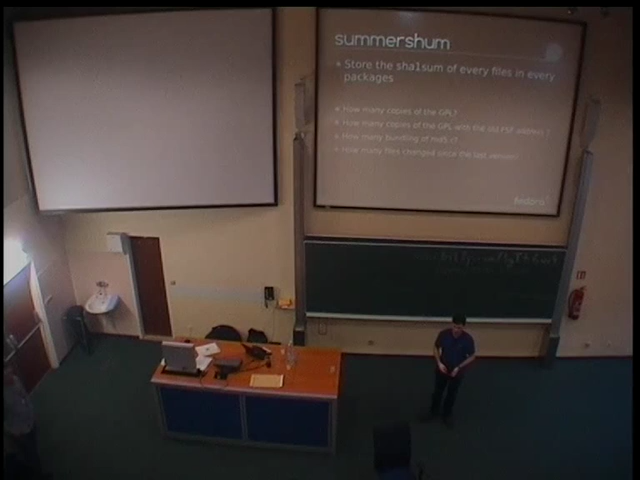 summershum
* Store the sha1sum of every files in every
packages
* How many copies of the GPL?
* How many copies of the GPL with the old FSF address ?
* How many bundling of md5.c?
* How many files changed since the last version?
fedora